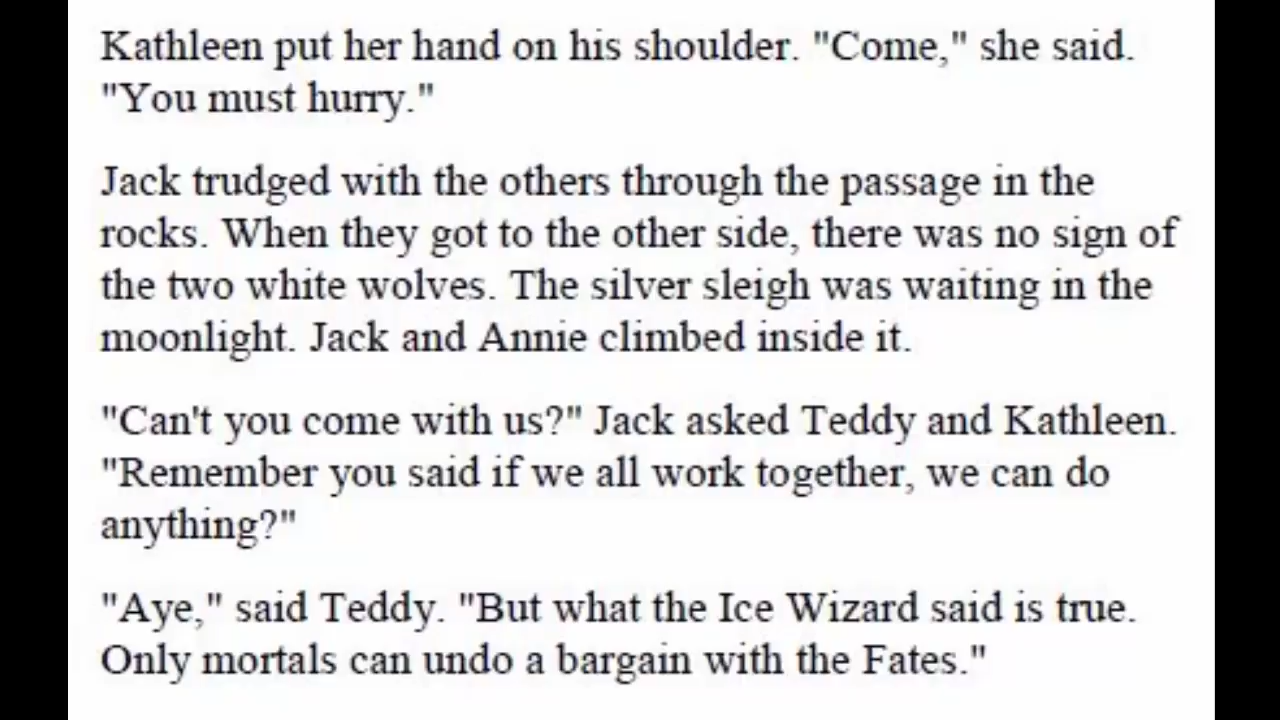 Kathleen put her hand on his shoulder. "Come," she said.
"You must hurry."
Jack trudged with the others through the passage in the
rocks. When they got to the other side, there was no sign of
the two white wolves. The silver sleigh was waiting in the
moonlight. Jack and Annie climbed inside it.
"Can't you come with us?" Jack asked Teddy and Kathleen.
"Remember you said if we all work together, we can do
anything?"
"Aye," said Teddy. "But what the Ice Wizard said is true.
Only mortals can undo a bargain with the Fates."